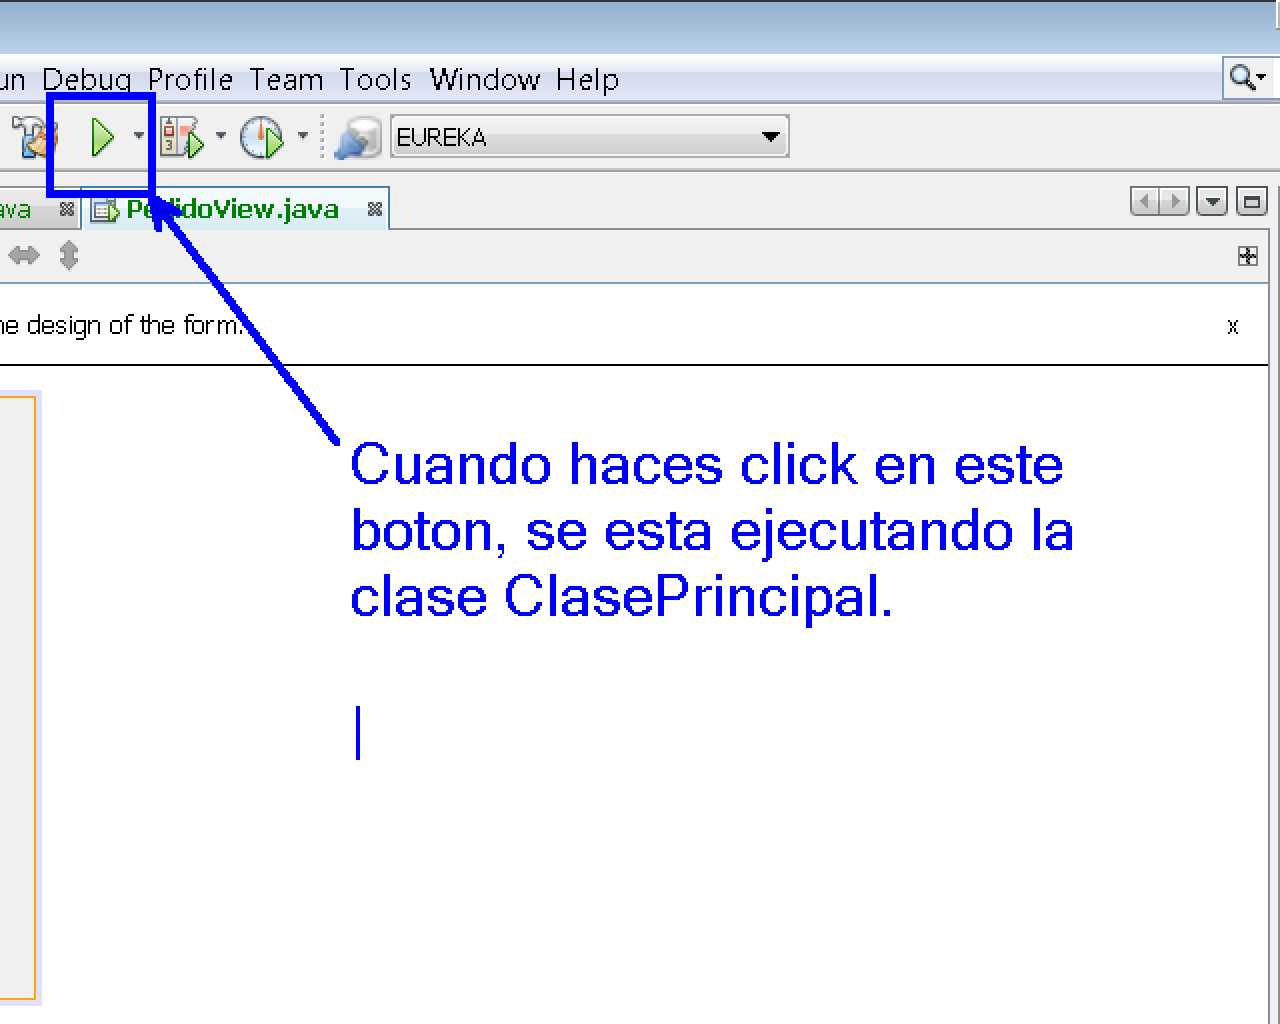 un Debug Profile Team Tools Window Help
EUREKA
ava PedidoView.java
he design of the form.
x
Cuando haces click en este
boton, se esta ejecutando la
clase ClasePrincipal.